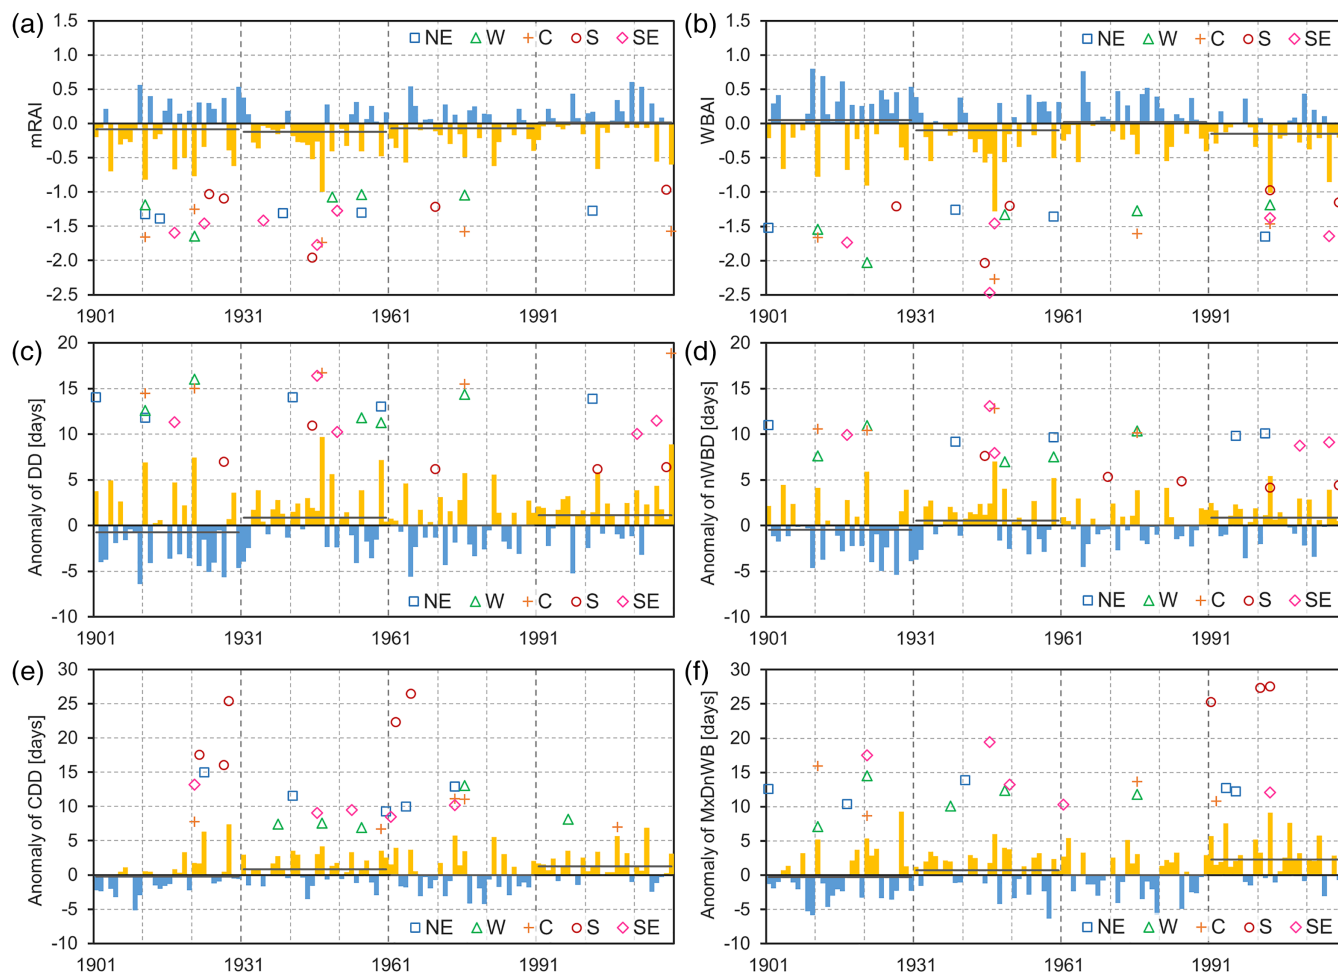 (a)
mRAI
1.5
1.0
0.5
0.0
-0.5
-1.0
-1.5
-2.0
-2.5
NE W C S SE
1901 1931 1961 1991
(b)
WBAI
1.5
1.0
0.5
0.0
-0.5
-1.0
-1.5
-2.0
-2.5
NE W C S SE
1901 1931 1961 1991
(c)
Anomaly of DD [days]
20
15
10
5
0
-5
-10
NE W C S SE
1901 1931 1961 1991
(d)
Anomaly of nWBD [days]
20
15
10
5
0
-5
-10
NE W C S SE
1901 1931 1961 1991
(e)
Anomaly of CDD [days]
30
25
20
15
10
5
0
-5
-10
NE W C S SE
1901 1931 1961 1991
(f)
Anomaly of MxDnWB [days]
30
25
20
15
10
5
0
-5
-10
NE W C S SE
1901 1931 1961 1991